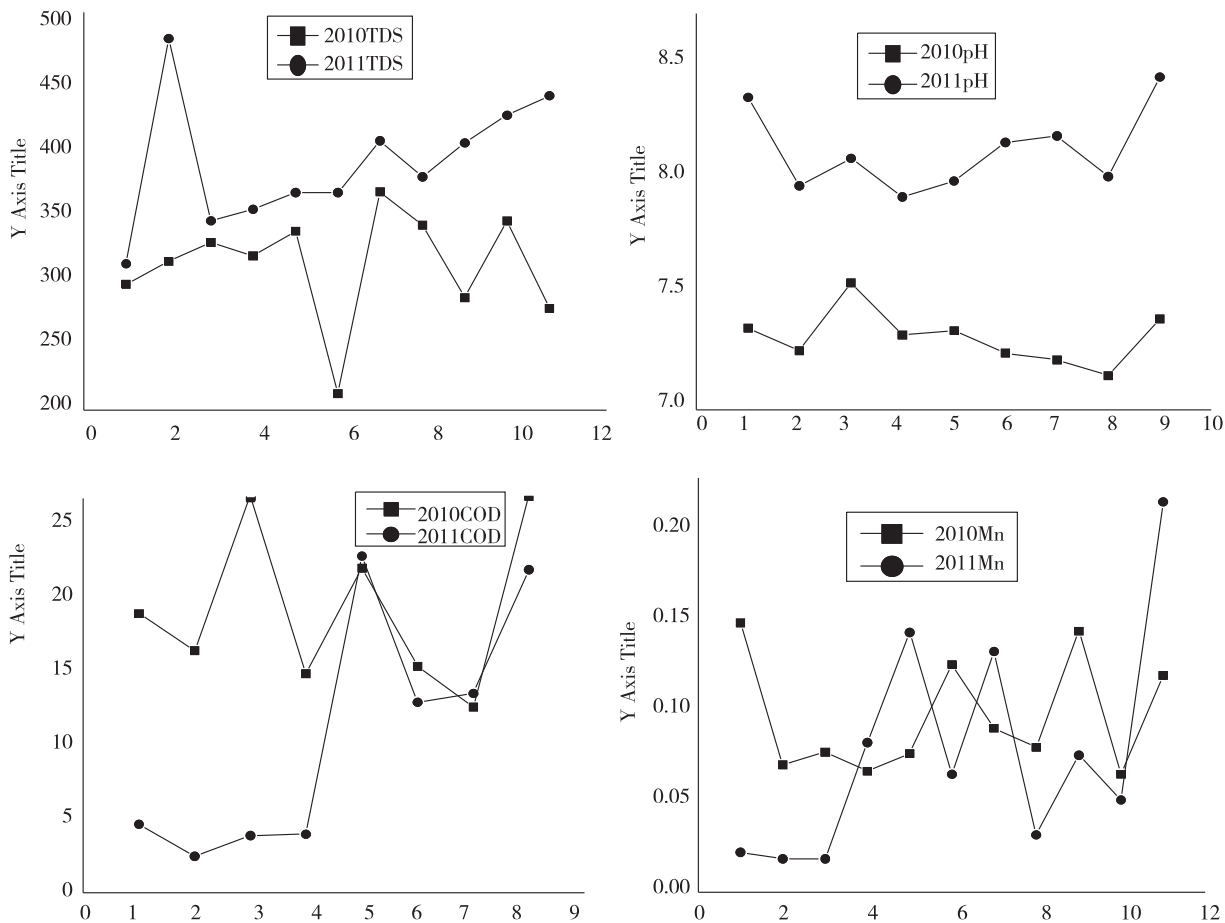 500
450
400
350
300
250
200
Y Axis Title
2010TDS
2011TDS
0 2 4 6 8 10 12
8.5
8.0
7.5
7.0
Y Axis Title
2010pH
2011pH
0 1 2 3 4 5 6 7 8 9 10
25
20
15
10
5
0
Y Axis Title
2010COD
2011COD
0 1 2 3 4 5 6 7 8 9
0.20
0.15
0.10
0.05
0.00
Y Axis Title
2010Mn
2011Mn
0 2 4 6 8 10 12